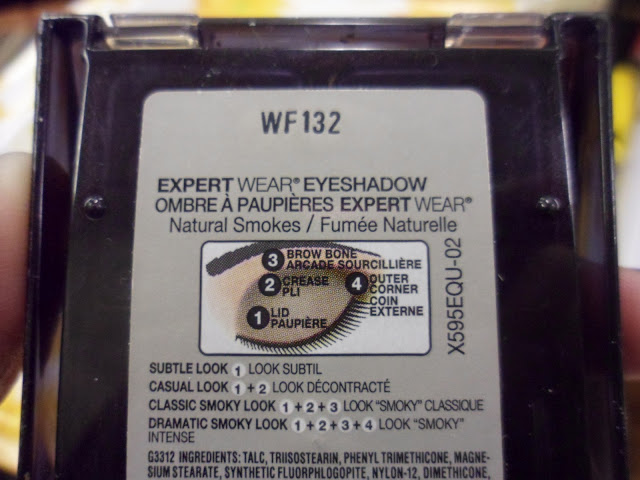 WF132
EXPERT WEAR® EYESHADOW
OMBRE À PAUPIÈRES EXPERT WEAR®
Natural Smokes / Fumée Naturelle
3 BROW BONE
ARCADE SOURCILLIÈRE
2 CREASE
PLI
4 OUTER
CORNER
COIN
EXTERNE
1 LID
PAUPIÈRE
X595EQU-02
SUBTLE LOOK 1 LOOK SUBTIL
CASUAL LOOK 1 + 2 LOOK DÉCONTRACTÉ
CLASSIC SMOKY LOOK 1 + 2 + 3 LOOK "SMOKY" CLASSIQUE
DRAMATIC SMOKY LOOK 1 + 2 + 3 + 4 LOOK "SMOKY"
INTENSE
G3312 INGREDIENTS: TALC, TRIISOSTEARIN, PHENYL TRIMETHICONE, MAGNE-
SIUM STEARATE, SYNTHETIC FLUORPHLOGOPITE, NYLON-12, DIMETHICONE,